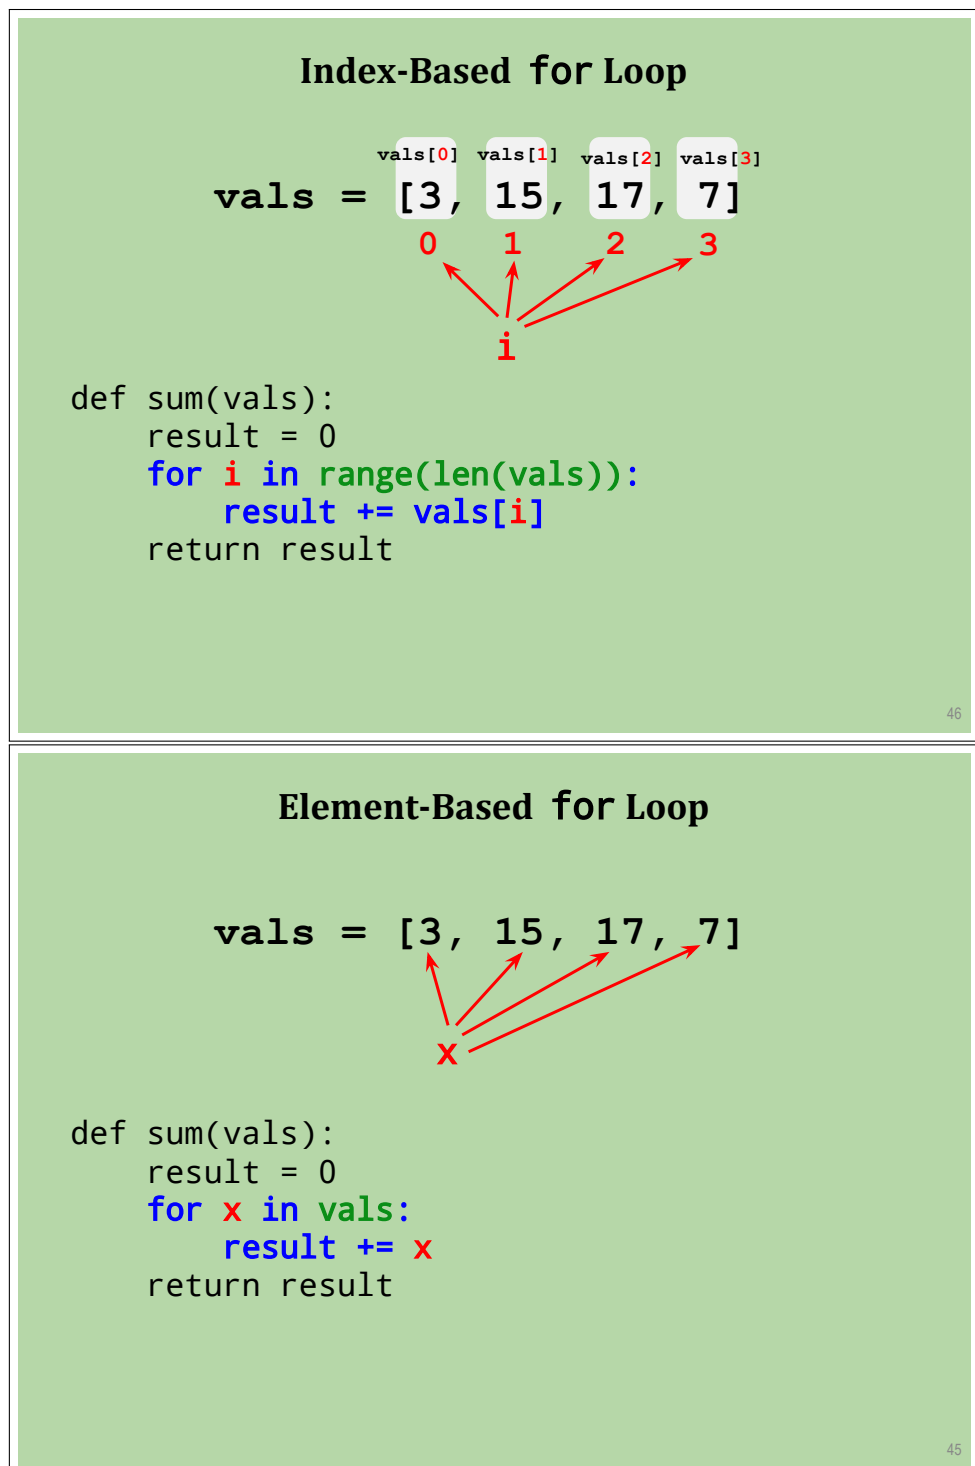 Index-Based for Loop
vals[0] vals[1] vals[2] vals[3]
vals = [3, 15, 17, 7]
0 1 2 3
i
def sum(vals):
    result = 0
    for i in range(len(vals)):
        result += vals[i]
    return result
46
Element-Based for Loop
vals = [3, 15, 17, 7]
x
def sum(vals):
    result = 0
    for x in vals:
        result += x
    return result
45